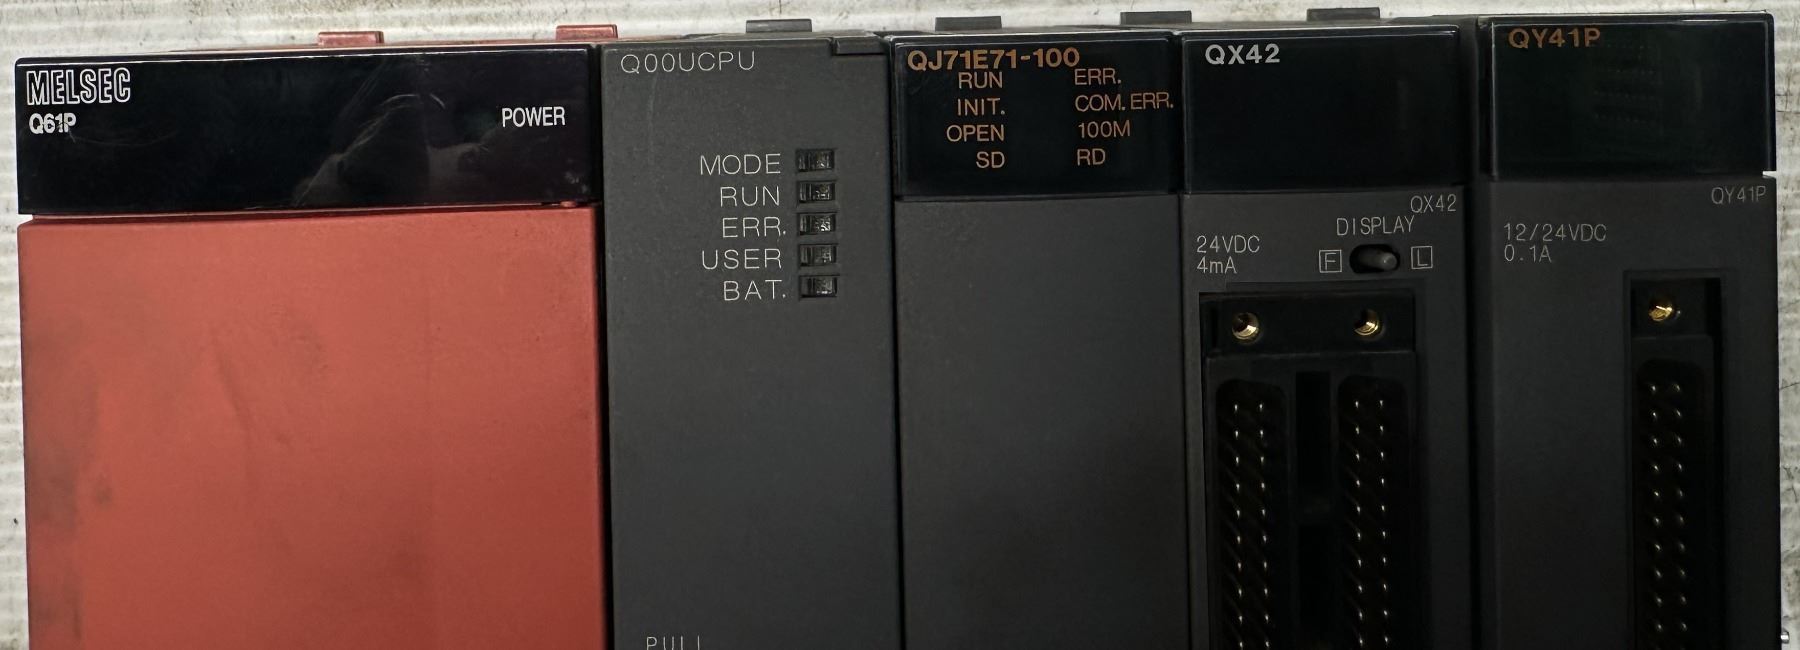 MELSEC
Q61P
POWER
Q00UCPU
MODE
RUN
ERR.
USER
BAT.
PULL
QJ71E71-100
RUN ERR.
INIT. COM.ERR.
OPEN 100M
SD RD
QX42
QX42
DISPLAY
24VDC
4mA
F L
QY41P
QY41P
12/24VDC
0.1A